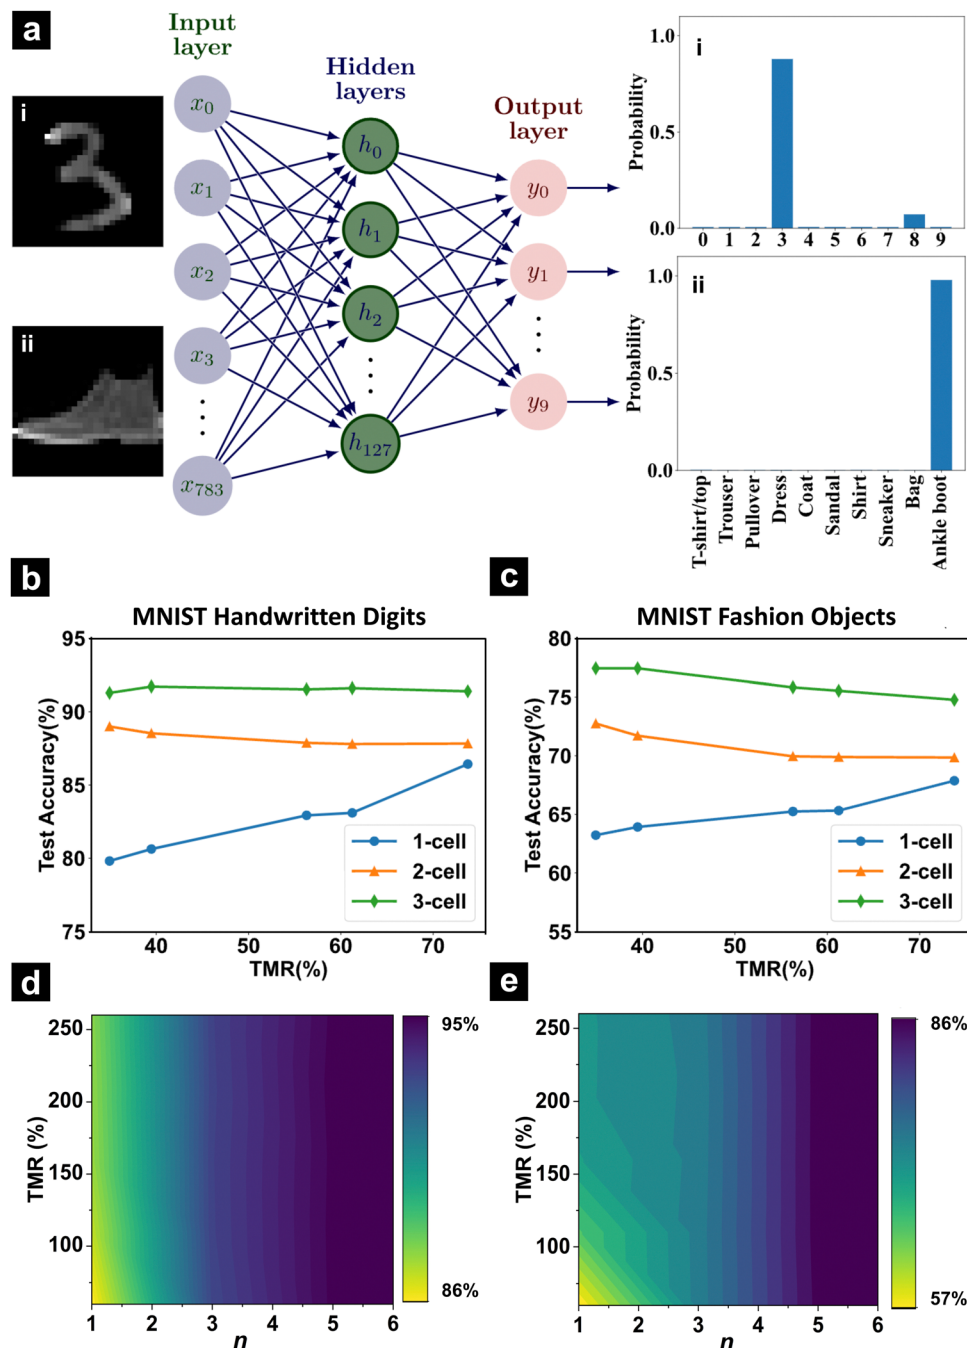 a
Input
layer
Hidden
layers
Output
layer
i
ii
x0
x1
x2
x3
x783
h0
h1
h2
h127
y0
y1
y9
i
Probability
1.0
0.5
0.0
0 1 2 3 4 5 6 7 8 9
ii
Probability
1.0
0.5
0.0
T-shirt/top
Trouser
Pullover
Dress
Coat
Sandal
Shirt
Sneaker
Bag
Ankle boot
b
MNIST Handwritten Digits
Test Accuracy(%)
95
90
85
80
75
40 50 60 70
TMR(%)
1-cell
2-cell
3-cell
c
MNIST Fashion Objects
Test Accuracy(%)
80
75
70
65
60
55
40 50 60 70
TMR(%)
1-cell
2-cell
3-cell
d
TMR (%)
250
200
150
100
1 2 3 4 5 6
n
95%
86%
e
TMR (%)
250
200
150
100
1 2 3 4 5 6
n
86%
57%